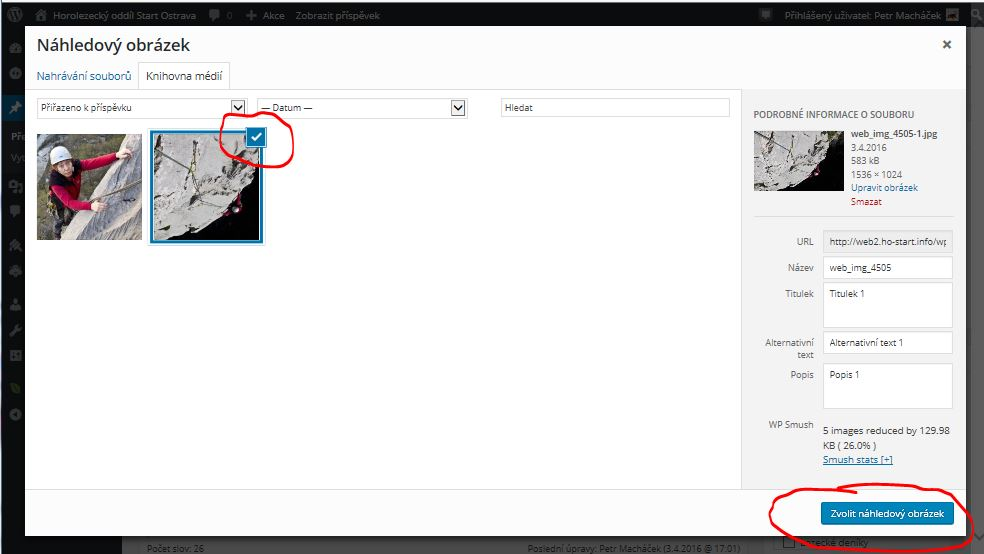 Horolezecký oddíl Start Ostrava 0 + Akce Zobrazit příspěvek Přihlášený uživatel: Petr Macháček
Náhledový obrázek ×
Nahrávání souborů Knihovna médií
Přiřazeno k příspěvku — Datum — Hledat
PODROBNÉ INFORMACE O SOUBORU
web_img_4505-1.jpg
3.4.2016
583 kB
1536 × 1024
Upravit obrázek
Smazat
URL http://web2.ho-start.info/wp
Název web_img_4505
Titulek Titulek 1
Alternativní text Alternativní text 1
Popis Popis 1
WP Smush 5 images reduced by 129.98
KB ( 26.0% )
Smush stats [+]
Zvolit náhledový obrázek
Počet slov: 26 Poslední úpravy: Petr Macháček (3.4.2016 @ 17:01) deníky